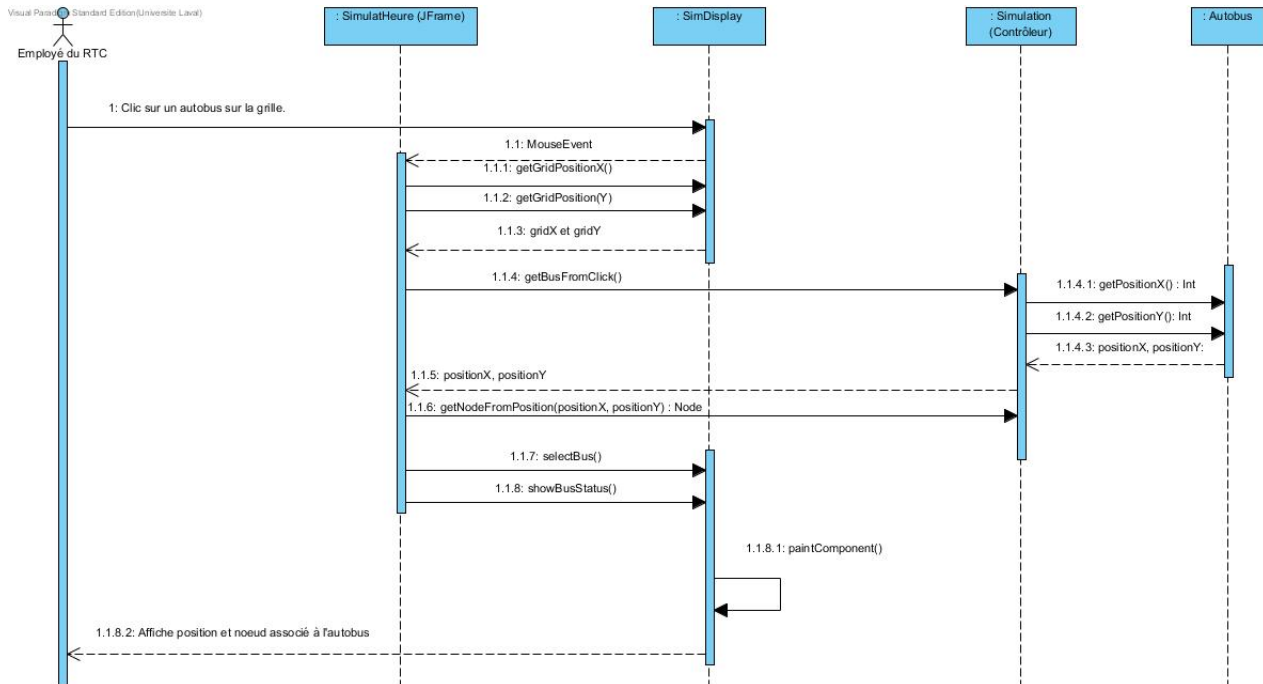 Visual Paradigm Standard Edition(Universite Laval)
: SimulatHeure (JFrame)
: SimDisplay
: Simulation
(Contrôleur)
: Autobus
Employé du RTC
1: Clic sur un autobus sur la grille.
1.1: MouseEvent
1.1.1: getGridPositionX()
1.1.2: getGridPosition(Y)
1.1.3: gridX et gridY
1.1.4: getBusFromClick()
1.1.4.1: getPositionX() : Int
1.1.4.2: getPositionY(): Int
1.1.4.3: positionX, positionY:
1.1.5: positionX, positionY
1.1.6: getNodeFromPosition(positionX, positionY) : Node
1.1.7: selectBus()
1.1.8: showBusStatus()
1.1.8.1: paintComponent()
1.1.8.2: Affiche position et noeud associé à l'autobus